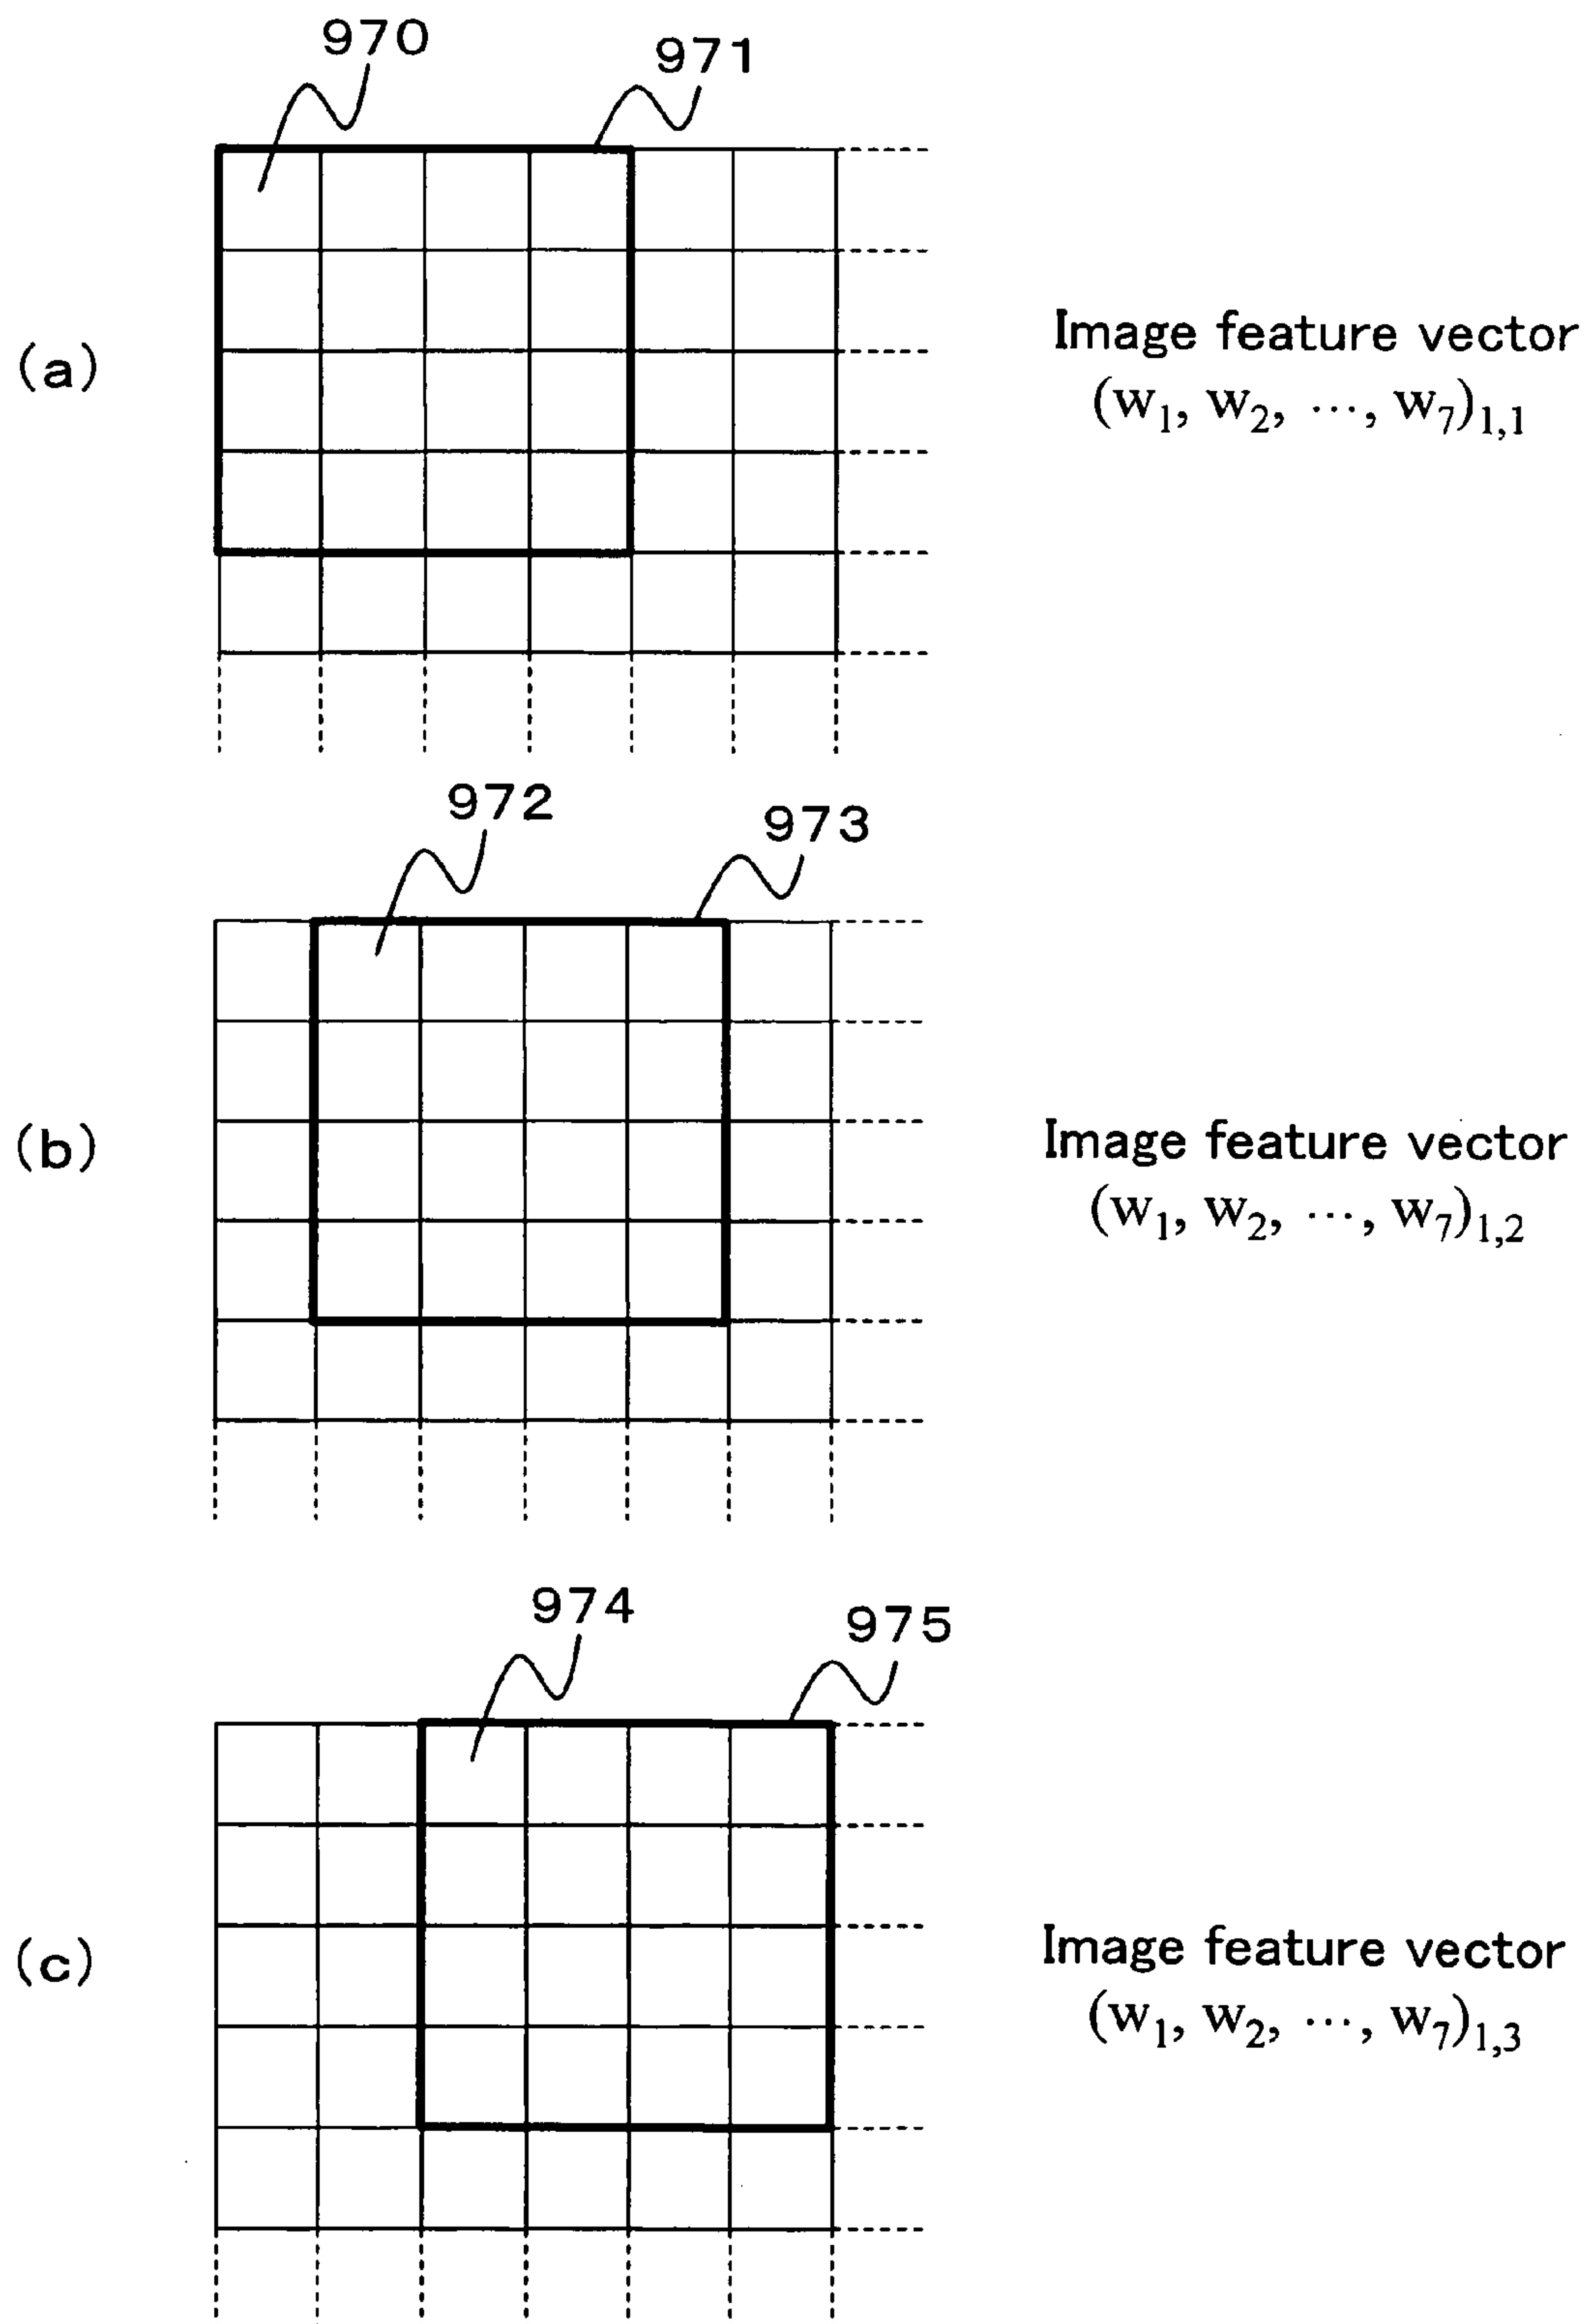 970
971
(a)
Image feature vector
(w₁, w₂, ⋯, w₇)₁,₁
972
973
(b)
Image feature vector
(w₁, w₂, ⋯, w₇)₁,₂
974
975
(c)
Image feature vector
(w₁, w₂, ⋯, w₇)₁,₃